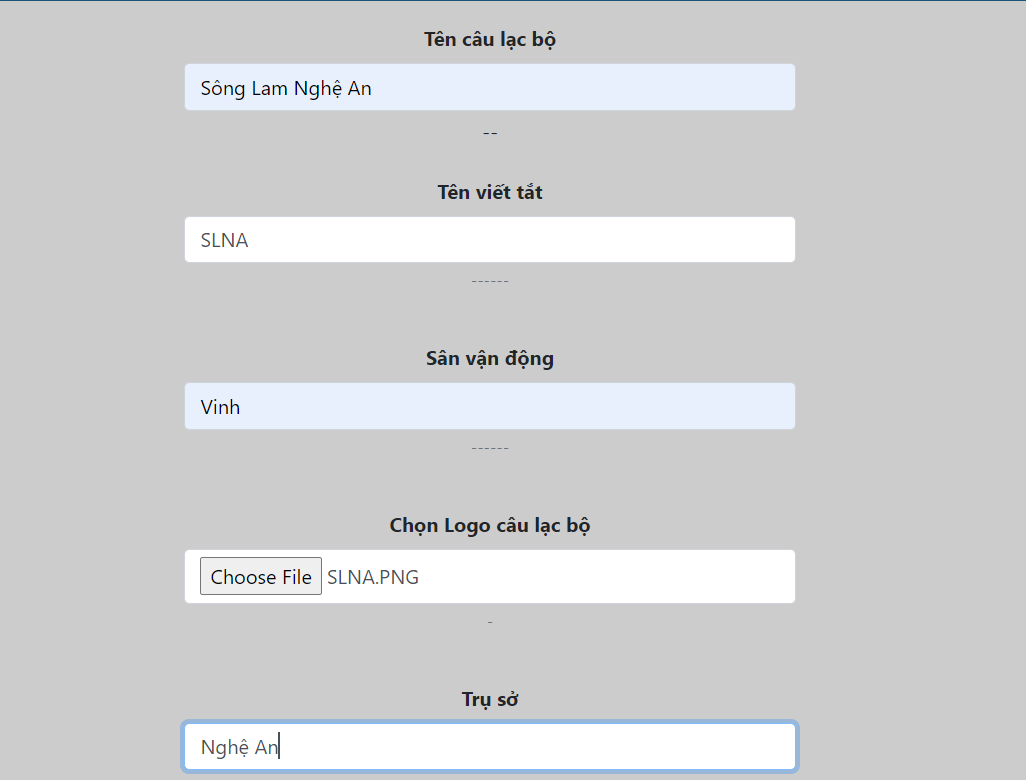 Tên câu lạc bộ
Sông Lam Nghệ An
--
Tên viết tắt
SLNA
------
Sân vận động
Vinh
------
Chọn Logo câu lạc bộ
Choose File SLNA.PNG
-
Trụ sở
Nghệ An